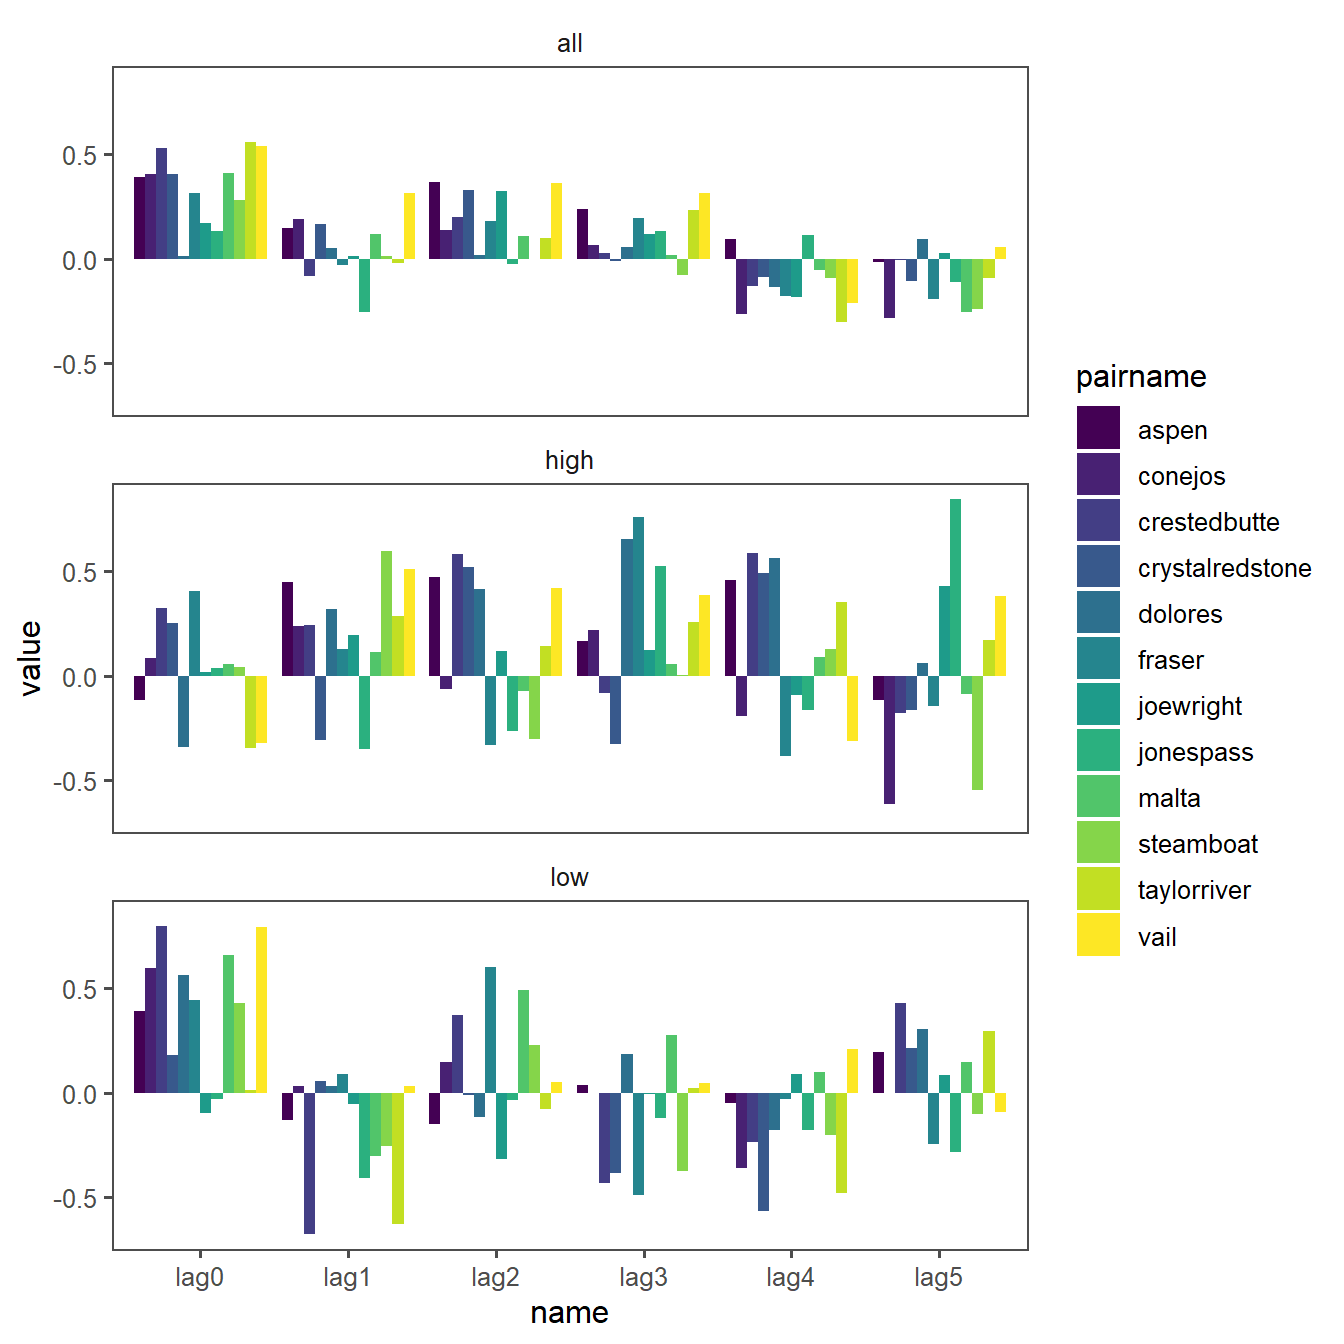 all
0.5
0.0
-0.5
high
0.5
0.0
-0.5
low
0.5
0.0
-0.5
lag0 lag1 lag2 lag3 lag4 lag5
name
value
pairname
aspen
conejos
crestedbutte
crystalredstone
dolores
fraser
joewright
jonespass
malta
steamboat
taylorriver
vail